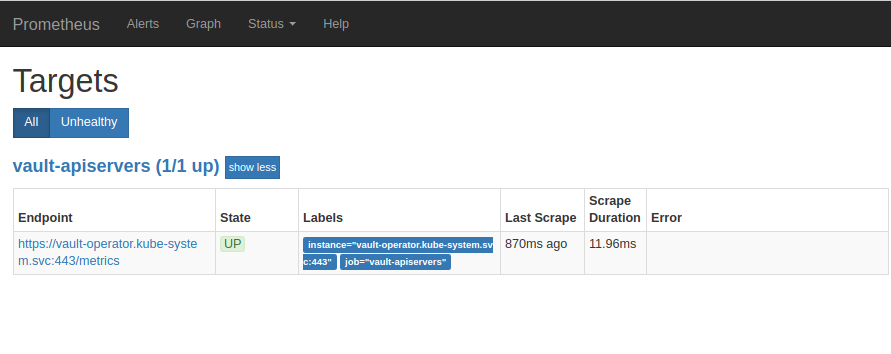 Prometheus Alerts Graph Status Help
Targets
All Unhealthy
vault-apiservers (1/1 up) show less
Endpoint State Labels Last Scrape Scrape Duration Error
https://vault-operator.kube-syste
m.svc:443/metrics
UP
instance="vault-operator.kube-system.sv
c:443" job="vault-apiservers"
870ms ago
11.96ms